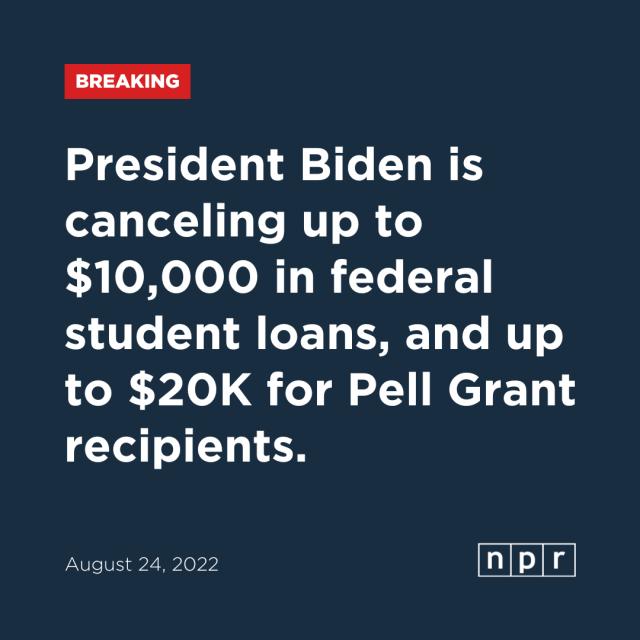 BREAKING
President Biden is
canceling up to
$10,000 in federal
student loans, and up
to $20K for Pell Grant
recipients.
August 24, 2022
npr